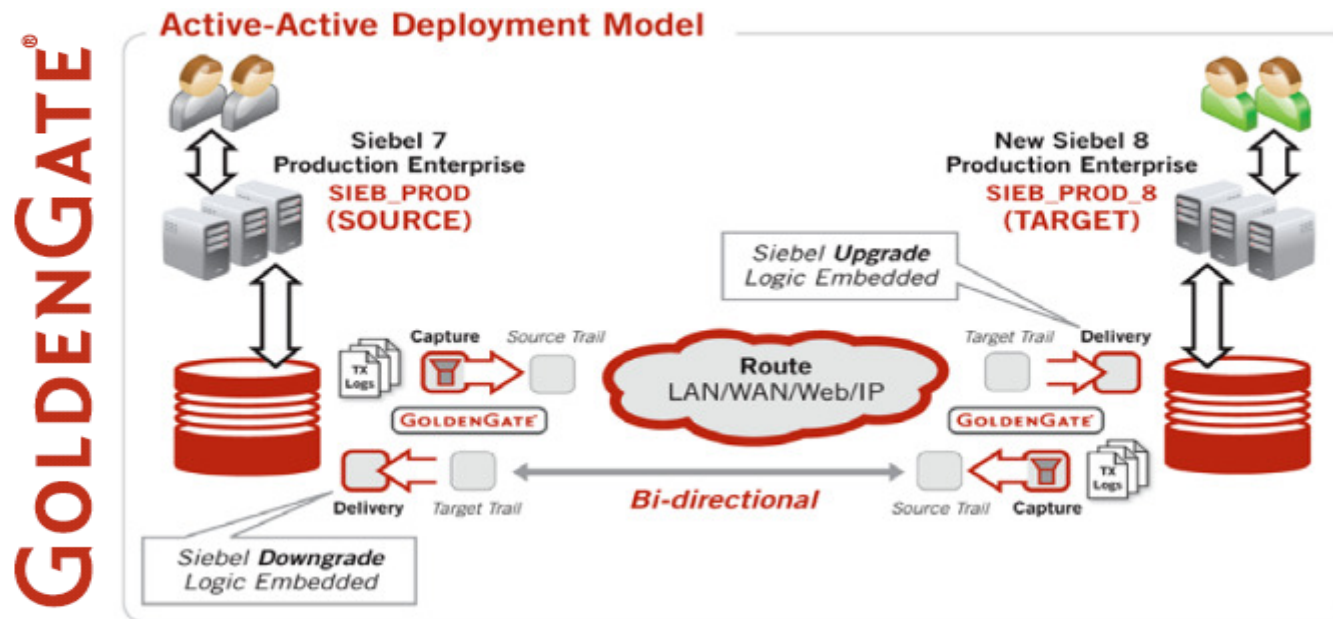 GOLDENGATE®
Active-Active Deployment Model
Siebel 7
Production Enterprise
SIEB_PROD
(SOURCE)
New Siebel 8
Production Enterprise
SIEB_PROD_8
(TARGET)
Siebel Upgrade
Logic Embedded
TX
Logs
Capture
Source Trail
GOLDENGATE
Route
LAN/WAN/Web/IP
Target Trail
Delivery
GOLDENGATE
Delivery
Target Trail
Bi-directional
Source Trail
Capture
TX
Logs
Siebel Downgrade
Logic Embedded